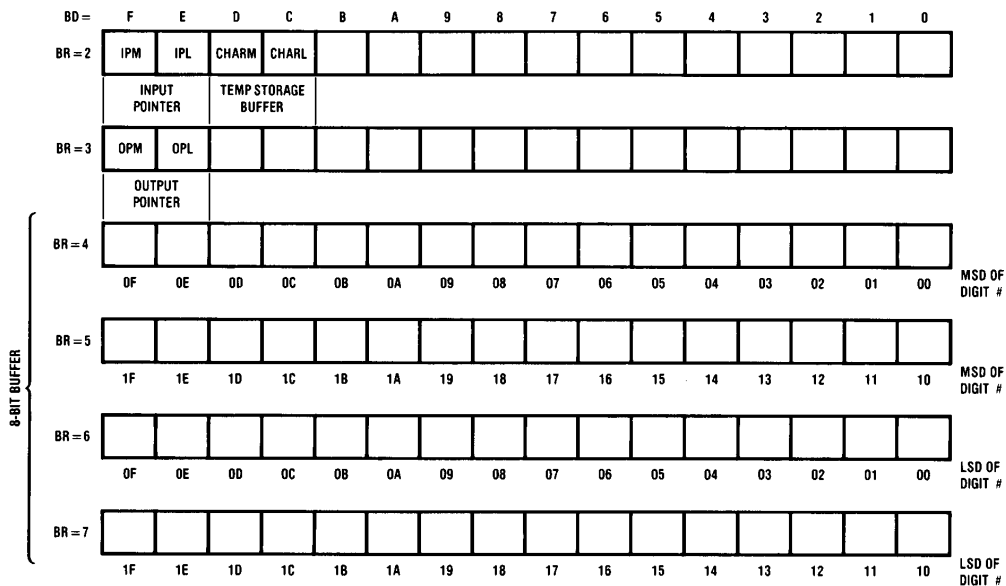 BD = F E D C B A 9 8 7 6 5 4 3 2 1 0
BR = 2 IPM IPL CHARM CHARL
INPUT POINTER TEMP STORAGE BUFFER
BR = 3 OPM OPL
OUTPUT POINTER
8-BIT BUFFER
BR = 4
0F 0E 0D 0C 0B 0A 09 08 07 06 05 04 03 02 01 00 MSD OF DIGIT #
BR = 5
1F 1E 1D 1C 1B 1A 19 18 17 16 15 14 13 12 11 10 MSD OF DIGIT #
BR = 6
0F 0E 0D 0C 0B 0A 09 08 07 06 05 04 03 02 01 00 LSD OF DIGIT #
BR = 7
1F 1E 1D 1C 1B 1A 19 18 17 16 15 14 13 12 11 10 LSD OF DIGIT #